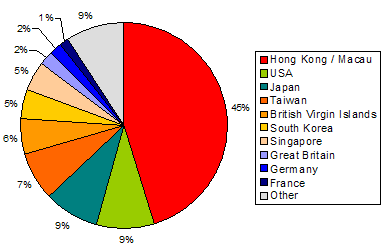 1%
9%
2%
2%
5%
5%
6%
7%
9%
9%
45%
Hong Kong / Macau
USA
Japan
Taiwan
British Virgin Islands
South Korea
Singapore
Great Britain
Germany
France
Other